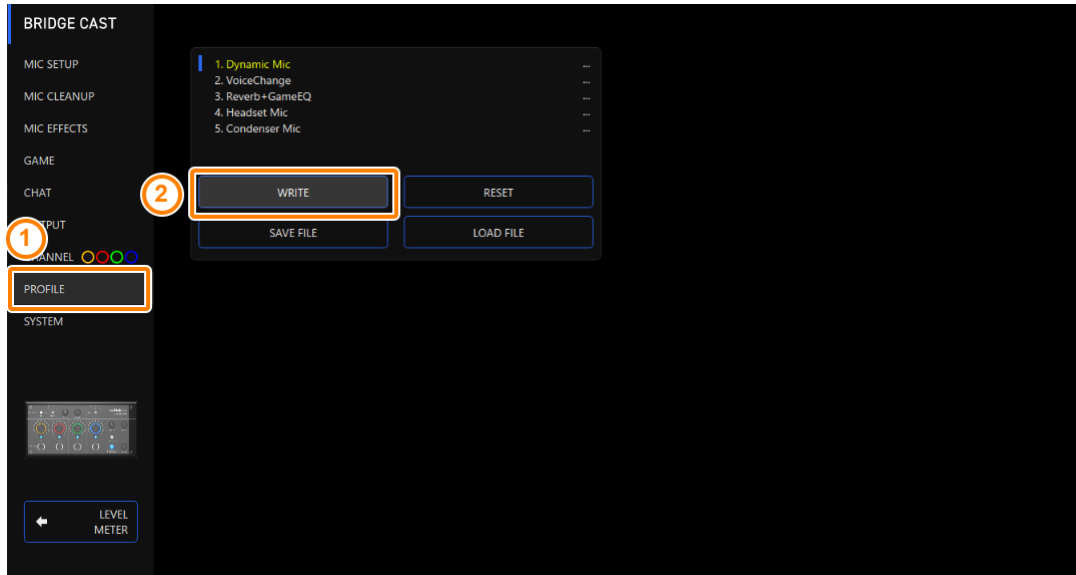 BRIDGE CAST
MIC SETUP
MIC CLEANUP
MIC EFFECTS
GAME
CHAT
1
CHANNEL
PROFILE
SYSTEM
LEVEL
METER
1. Dynamic Mic ...
2. VoiceChange ...
3. Reverb+GameEQ ...
4. Headset Mic ...
5. Condenser Mic ...
2
WRITE
RESET
SAVE FILE
LOAD FILE